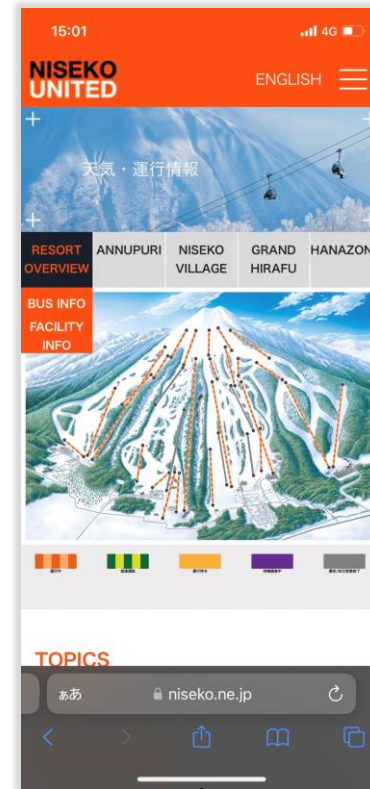 15:01
4G
NISEKO
UNITED
ENGLISH
天気・運行情報
RESORT
OVERVIEW
ANNUPURI
NISEKO
VILLAGE
GRAND
HIRAFU
HANAZON
BUS INFO
FACILITY
INFO
TOPICS
ぁあ
niseko.ne.jp